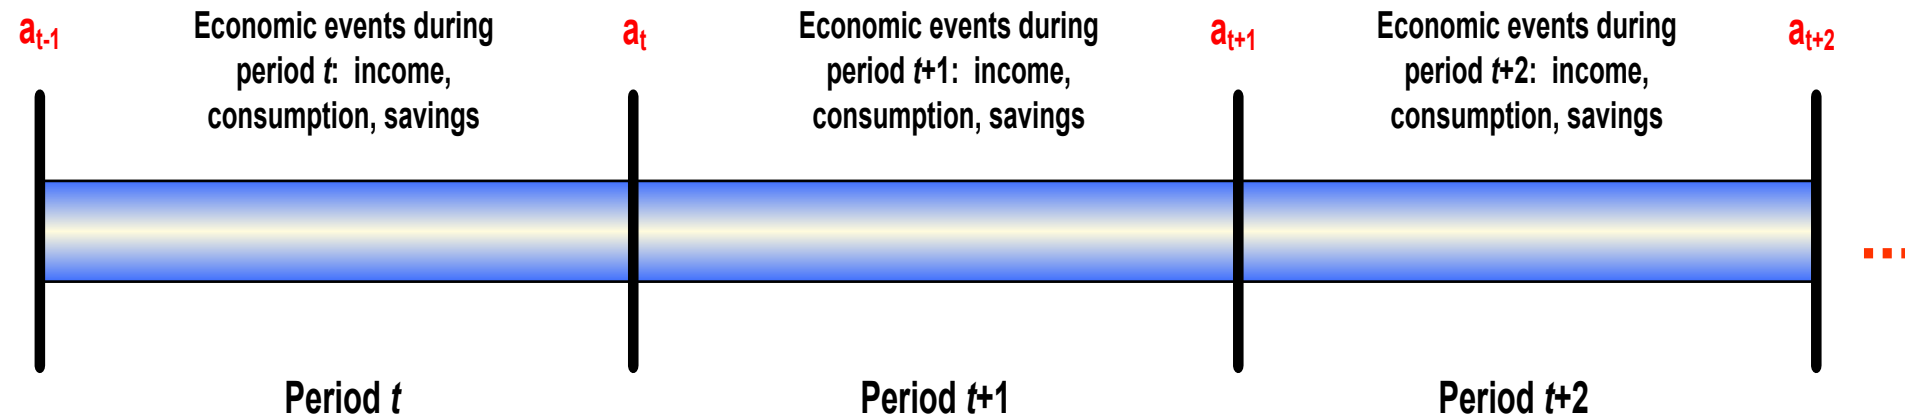 a_{t-1}
Economic events during
period t: income,
consumption, savings
a_t
Economic events during
period t+1: income,
consumption, savings
a_{t+1}
Economic events during
period t+2: income,
consumption, savings
a_{t+2}
...
Period t
Period t+1
Period t+2